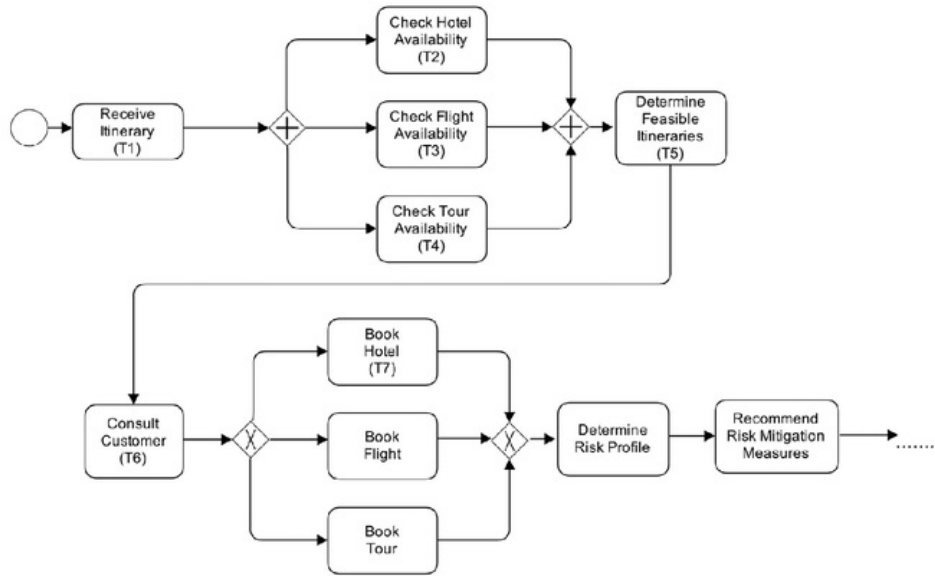 Check Hotel
Availability
(T2)
Receive
Itinerary
(T1)
Check Flight
Availability
(T3)
Determine
Feasible
Itineraries
(T5)
Check Tour
Availability
(T4)
Book
Hotel
(T7)
Consult
Customer
(T6)
Book
Flight
Determine
Risk Profile
Recommend
Risk Mitigation
Measures
........
Book
Tour